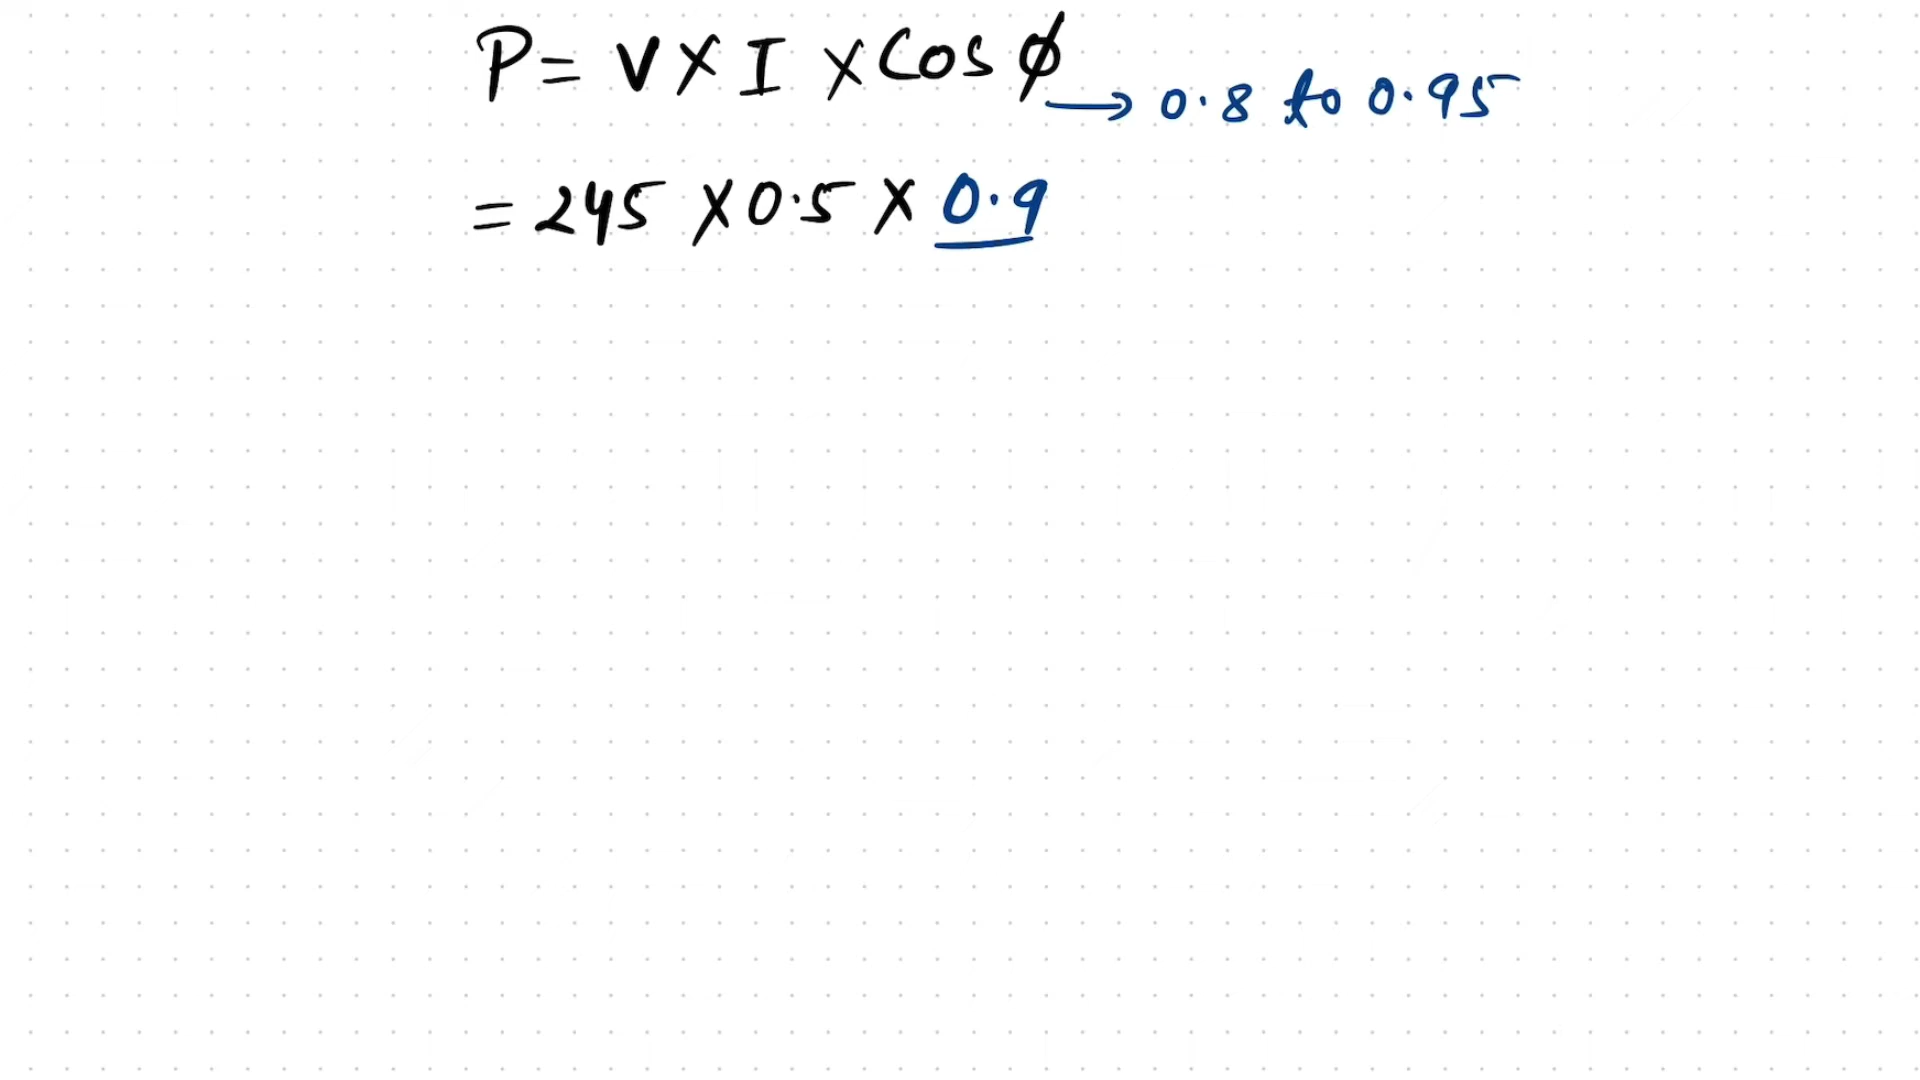 P = V X I X Cos φ → 0.8 to 0.95
= 245 X 0.5 X 0.9